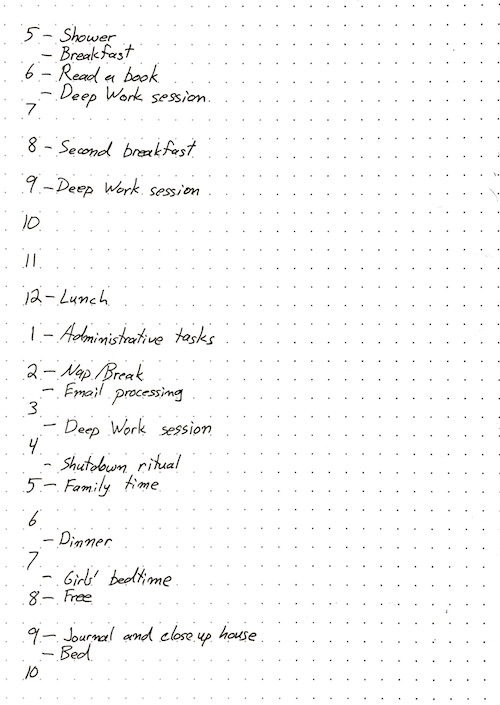 5 - Shower
- Breakfast
6 - Read a book
- Deep Work session
7
8 - Second breakfast
9 - Deep Work session
10
11
12 - Lunch
1 - Administrative tasks
2 - Nap/Break
- Email processing
3
- Deep Work session
4
- Shutdown ritual
5 - Family time
6
- Dinner
7
- Girls' bedtime
8 - Free
9 - Journal and close up house
- Bed
10